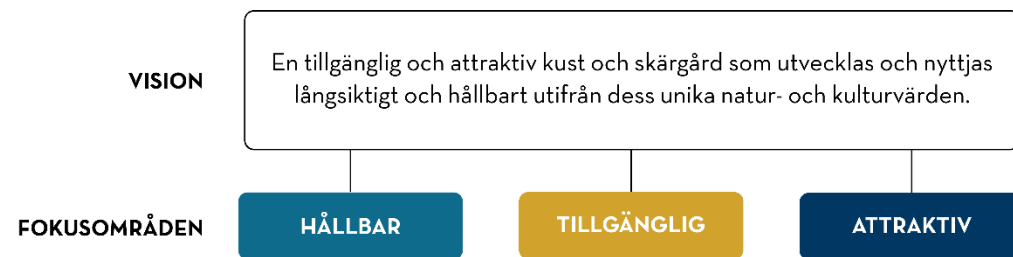 VISION
En tillgänglig och attraktiv kust och skärgård som utvecklas och nyttjas
långsiktigt och hållbart utifrån dess unika natur- och kulturvärden.
FOKUSOMRÅDEN
HÅLLBAR
TILLGÄNGLIG
ATTRAKTIV